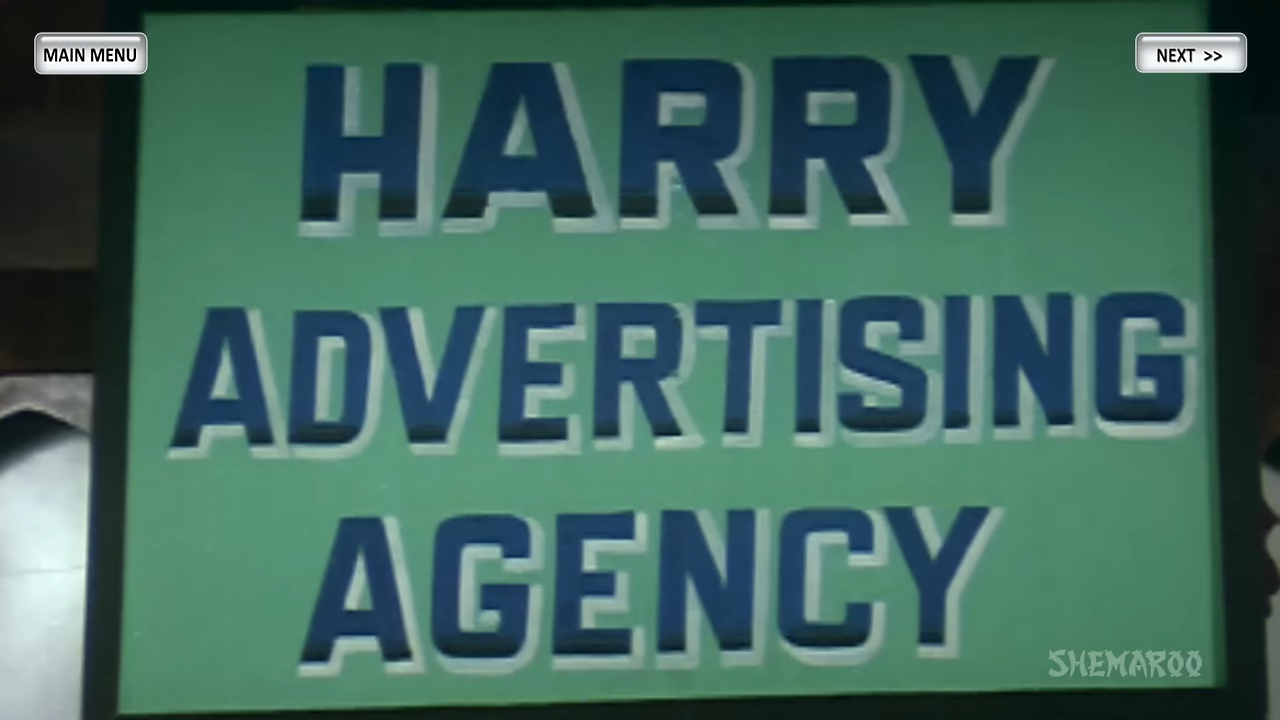 MAIN MENU
NEXT >>
HARRY
ADVERTISING
AGENCY
SHEMAROO